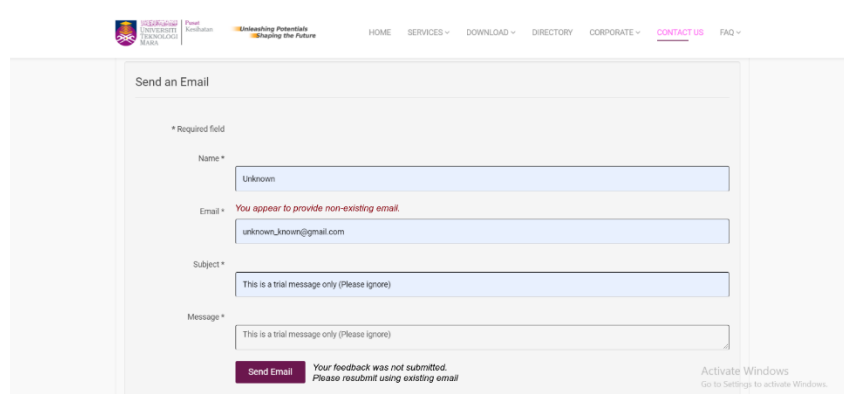 UNIVERSITI
TEKNOLOGI
MARA
Pusat
Kesihatan
Unleashing Potentials
Shaping the Future
HOME SERVICES DOWNLOAD DIRECTORY CORPORATE CONTACT US FAQ
Send an Email
* Required field
Name *
Unknown
Email * You appear to provide non-existing email.
unknown_known@gmail.com
Subject *
This is a trial message only (Please ignore)
Message *
This is a trial message only (Please ignore)
Send Email Your feedback was not submitted.
Please resubmit using existing email
Activate Windows
Go to Settings to activate Windows.